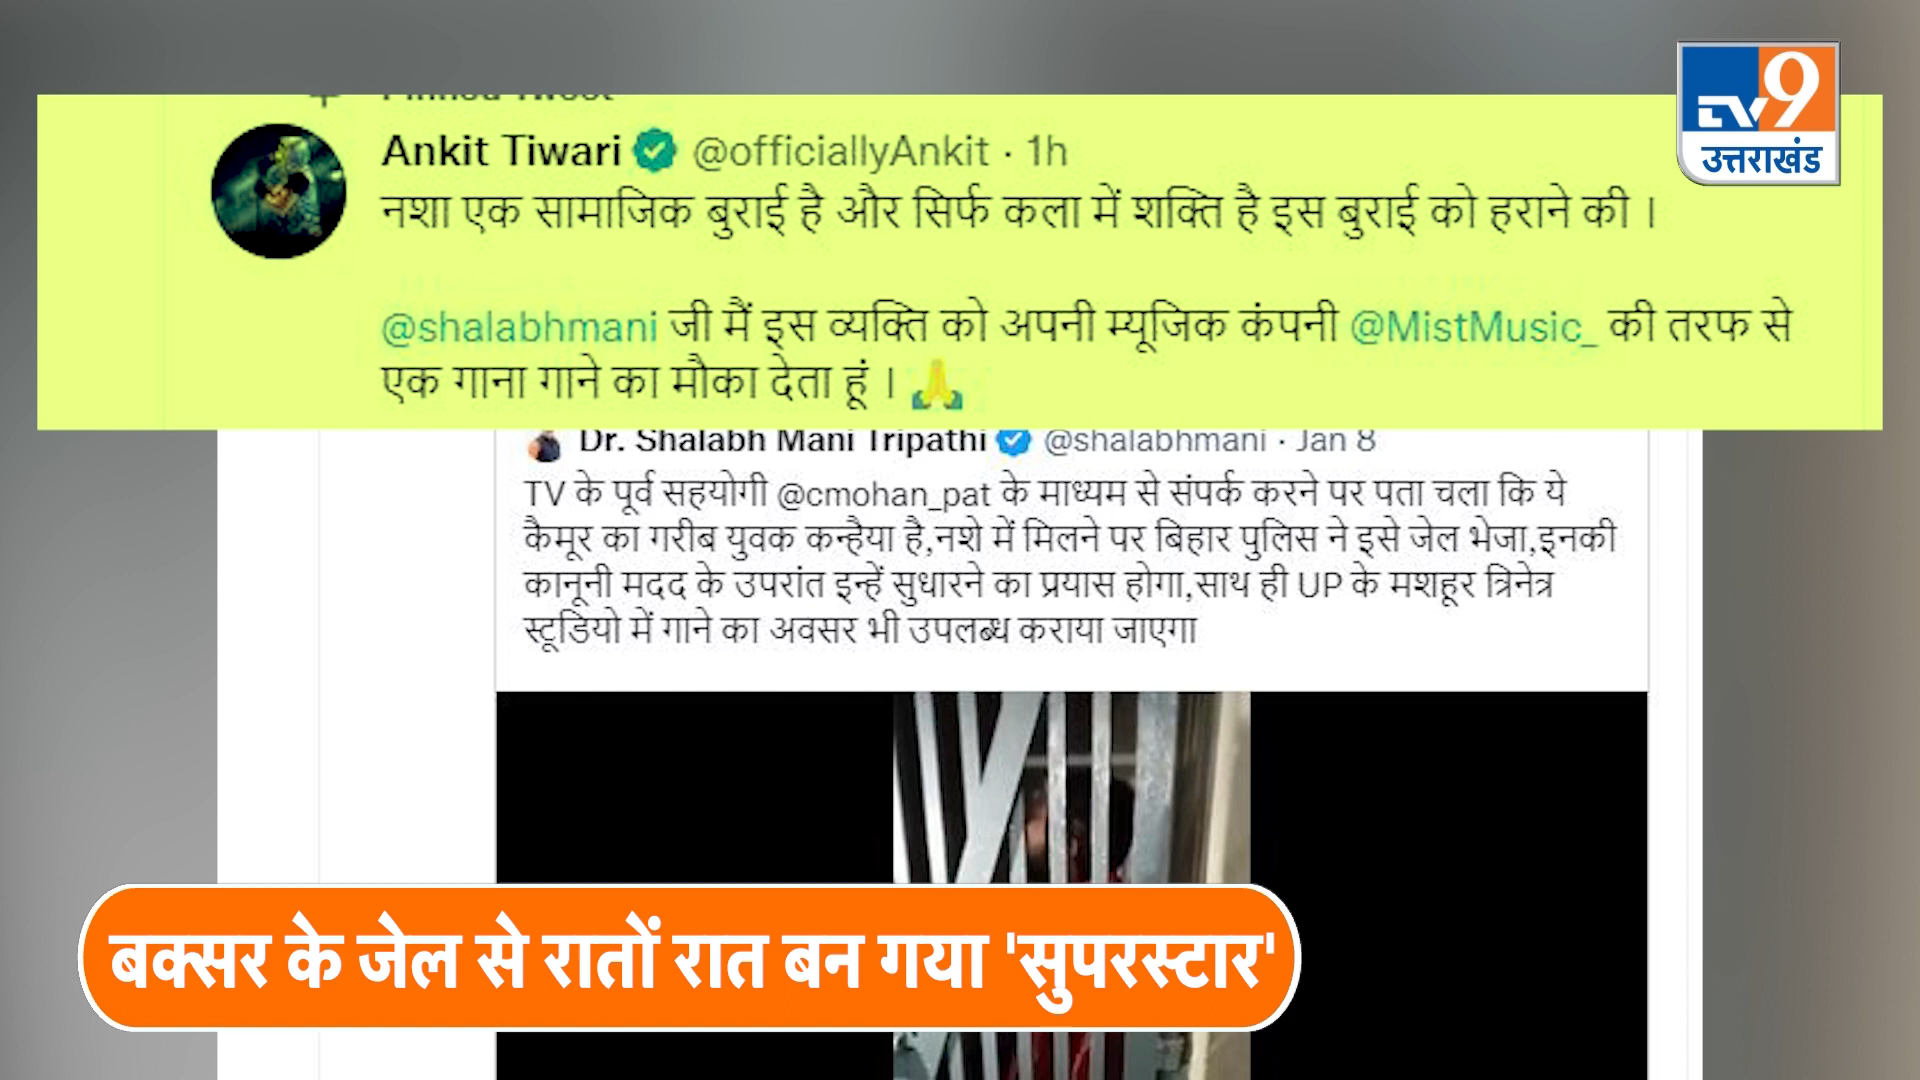 TV9
उत्तराखंड
Pinned Tweet
Ankit Tiwari @officiallyAnkit · 1h
नशा एक सामाजिक बुराई है और सिर्फ कला में शक्ति है इस बुराई को हराने की ।
@shalabhmani जी मैं इस व्यक्ति को अपनी म्यूजिक कंपनी @MistMusic_ की तरफ से
एक गाना गाने का मौका देता हूं । 🙏
Dr. Shalabh Mani Tripathi @shalabhmani · Jan 8
TV के पूर्व सहयोगी @cmohan_pat के माध्यम से संपर्क करने पर पता चला कि ये
कैमूर का गरीब युवक कन्हैया है,नशे में मिलने पर बिहार पुलिस ने इसे जेल भेजा,इनकी
कानूनी मदद के उपरांत इन्हें सुधारने का प्रयास होगा,साथ ही UP के मशहूर त्रिनेत्र
स्टूडियो में गाने का अवसर भी उपलब्ध कराया जाएगा
बक्सर के जेल से रातों रात बन गया 'सुपरस्टार'